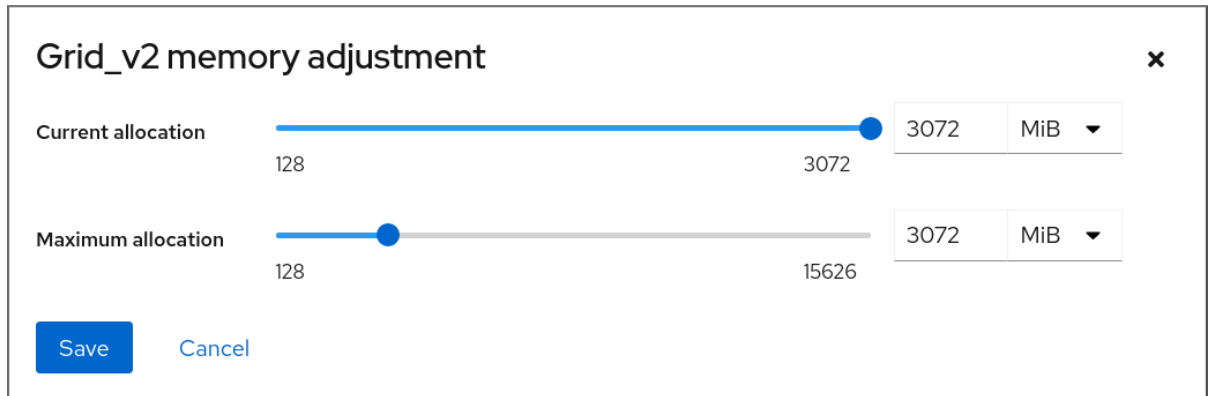 Grid_v2 memory adjustment
Current allocation 3072 MiB
128 3072
Maximum allocation 3072 MiB
128 15626
Save Cancel